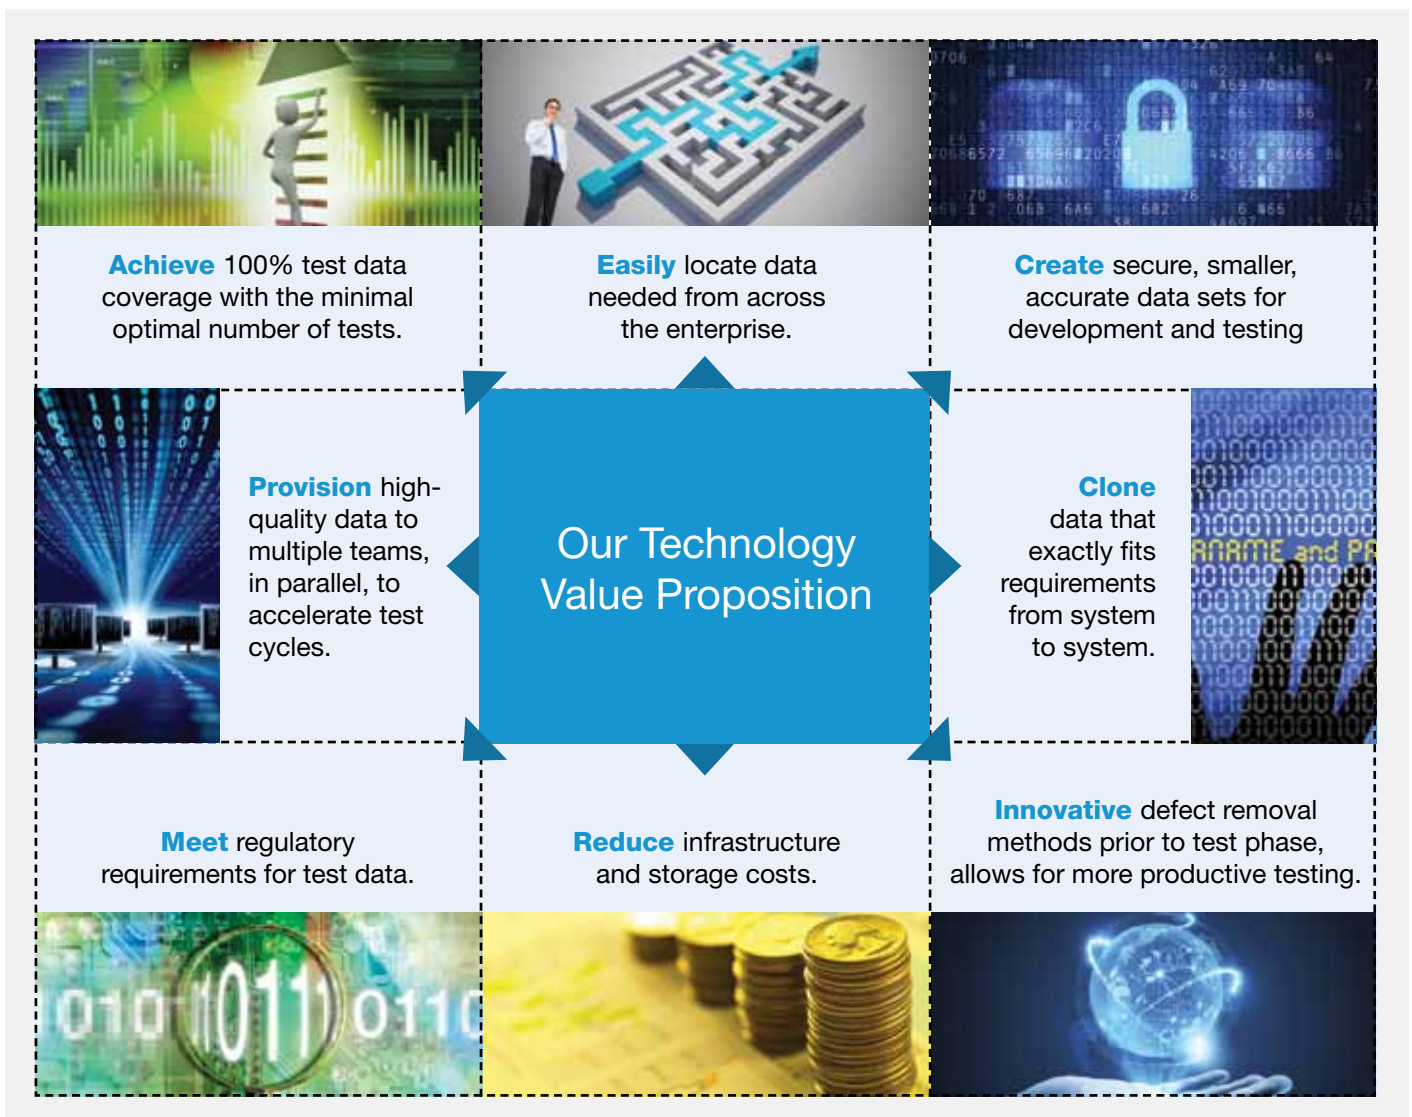 Achieve 100% test data
coverage with the minimal
optimal number of tests.
Easily locate data
needed from across
the enterprise.
Create secure, smaller,
accurate data sets for
development and testing
Provision high-
quality data to
multiple teams,
in parallel, to
accelerate test
cycles.
Our Technology
Value Proposition
Clone
data that
exactly fits
requirements
from system
to system.
Meet regulatory
requirements for test data.
Reduce infrastructure
and storage costs.
Innovative defect removal
methods prior to test phase,
allows for more productive testing.
010 1011 0110